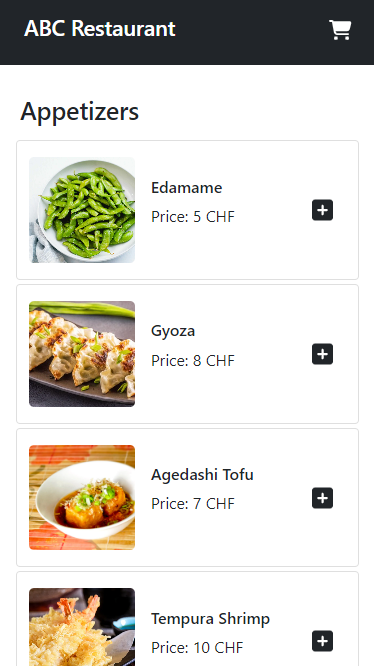 ABC Restaurant
Appetizers
Edamame
Price: 5 CHF
Gyoza
Price: 8 CHF
Agedashi Tofu
Price: 7 CHF
Tempura Shrimp
Price: 10 CHF